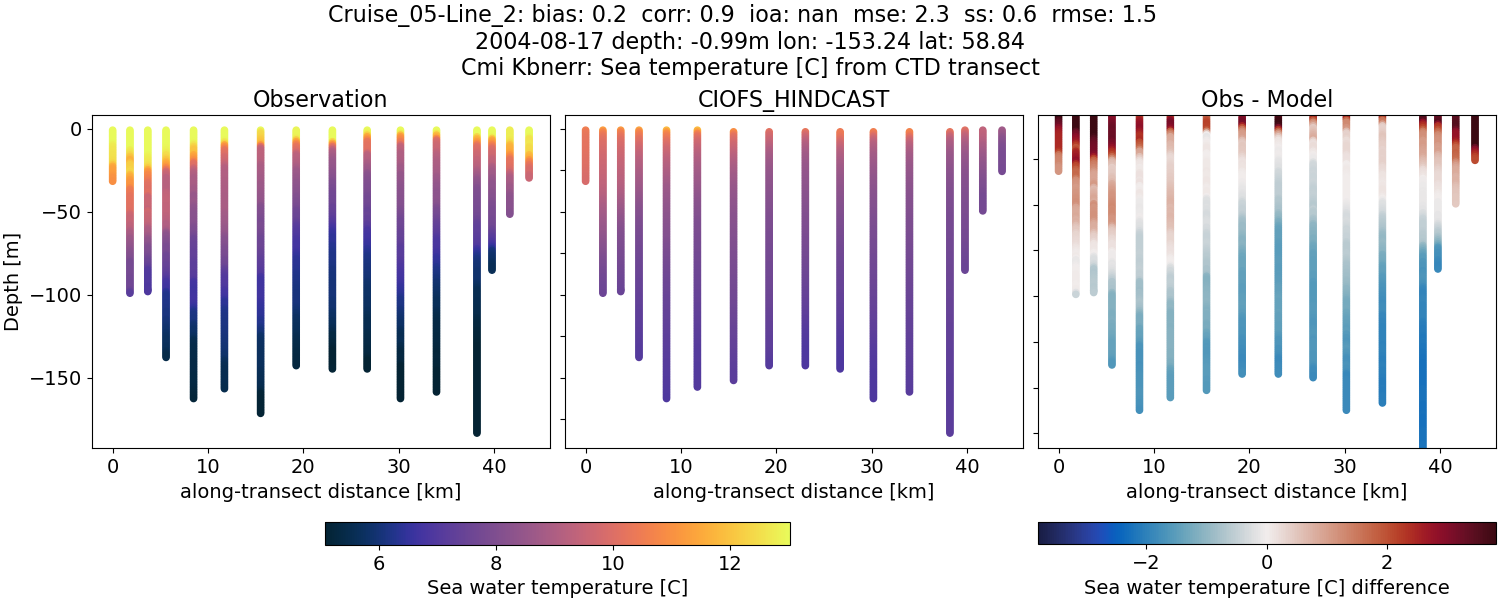 Cruise_05-Line_2: bias: 0.2  corr: 0.9  ioa: nan  mse: 2.3  ss: 0.6  rmse: 1.5
2004-08-17 depth: -0.99m lon: -153.24 lat: 58.84
Cmi Kbnerr: Sea temperature [C] from CTD transect
Observation
CIOFS_HINDCAST
Obs - Model
Depth [m]
0
−50
−100
−150
0 10 20 30 40
0 10 20 30 40
0 10 20 30 40
along-transect distance [km]
along-transect distance [km]
along-transect distance [km]
6 8 10 12
Sea water temperature [C]
−2 0 2
Sea water temperature [C] difference